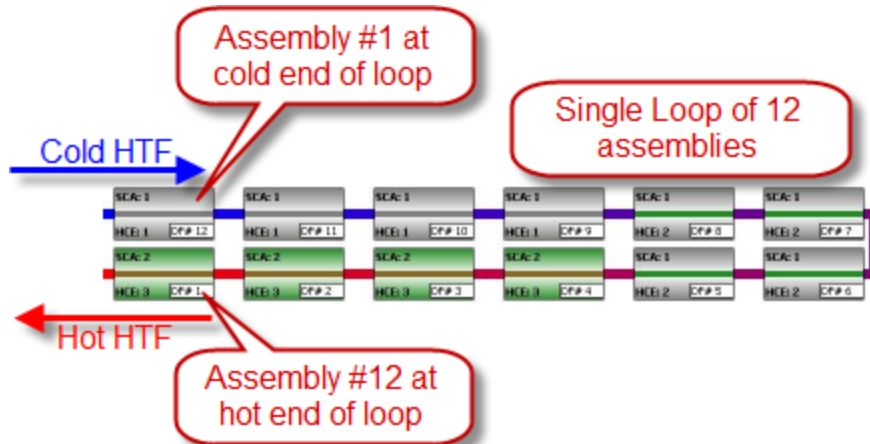 Assembly #1 at
cold end of loop
Single Loop of 12
assemblies
Cold HTF
SCA: 1 SCA: 1 SCA: 1 SCA: 1 SCA: 1 SCA: 1
HCE: 1 DF# 12 HCE: 1 DF# 11 HCE: 1 DF# 10 HCE: 1 DF# 9 HCE: 2 DF# 8 HCE: 2 DF# 7
SCA: 2 SCA: 2 SCA: 2 SCA: 2 SCA: 1 SCA: 1
HCE: 3 DF# 1 HCE: 3 DF# 2 HCE: 3 DF# 3 HCE: 3 DF# 4 HCE: 2 DF# 5 HCE: 2 DF# 6
Hot HTF
Assembly #12 at
hot end of loop